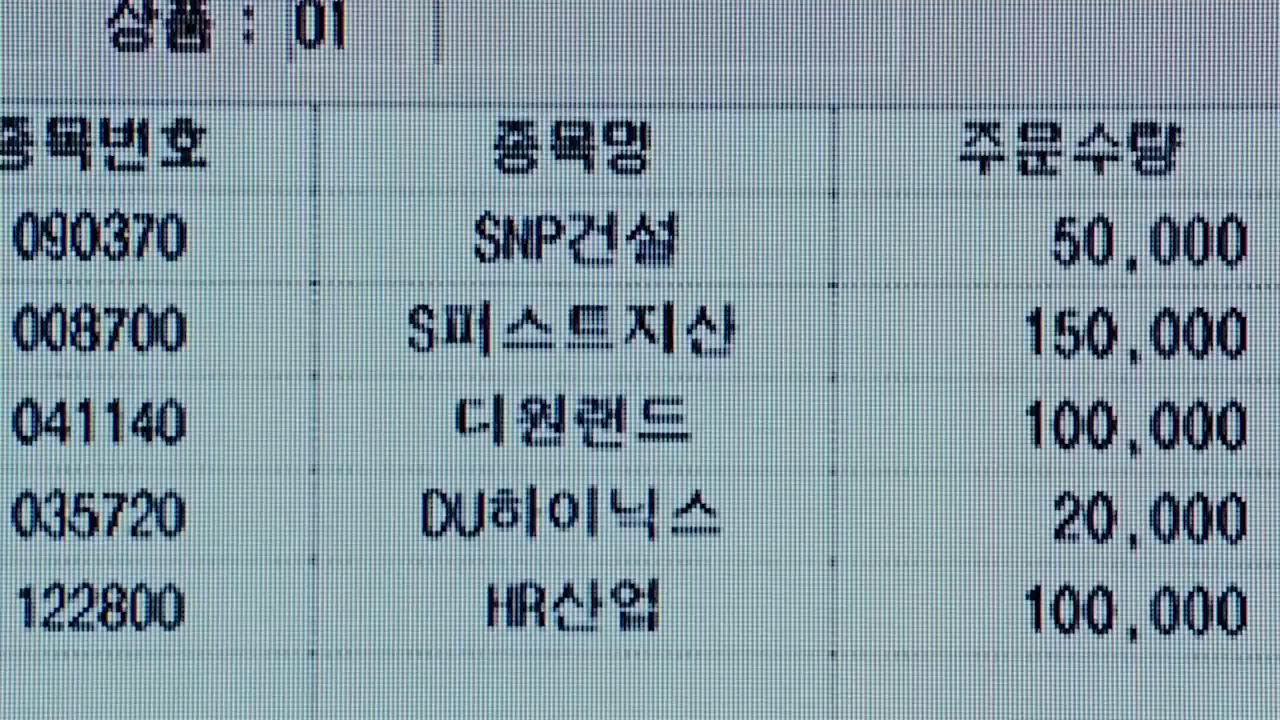 상품 : 01
종목번호 종목명 주문수량
090370 SNP건설 50,000
008700 S퍼스트지산 150,000
041140 디원랜드 100,000
035720 DU하이닉스 20,000
122800 HR산업 100,000